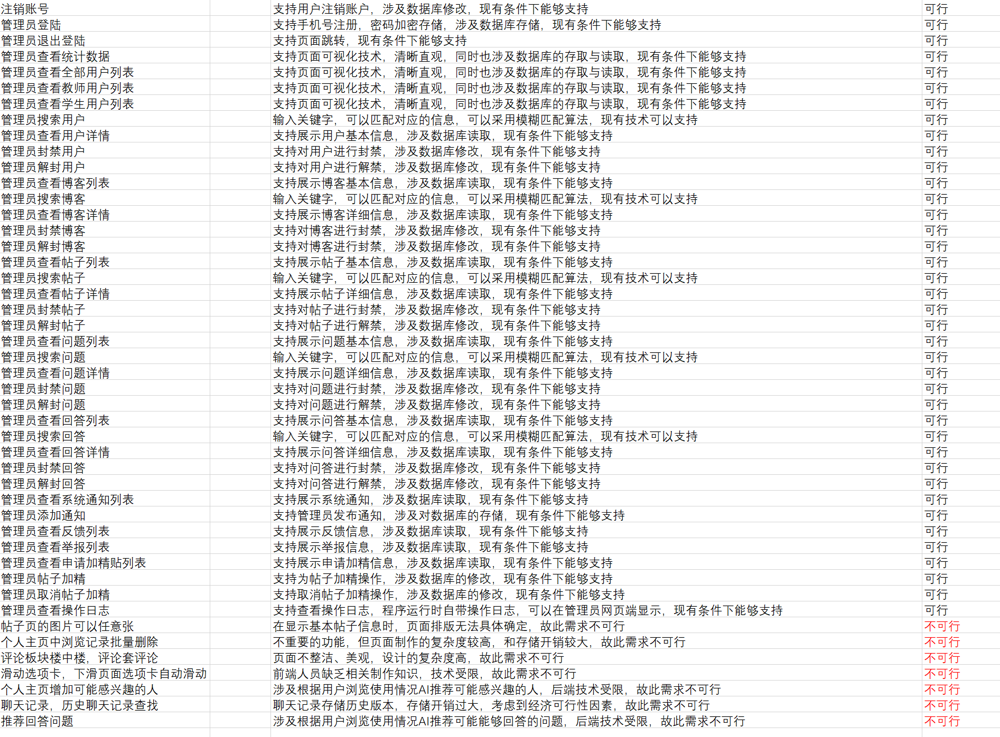 注销账号 支持用户注销账户，涉及数据库修改，现有条件下能够支持 可行
管理员登陆 支持手机号注册，密码加密存储，涉及数据库存储，现有条件下能够支持 可行
管理员退出登陆 支持页面跳转，现有条件下能够支持 可行
管理员查看统计数据 支持页面可视化技术，清晰直观，同时也涉及数据库的存取与读取，现有条件下能够支持 可行
管理员查看全部用户列表 支持页面可视化技术，清晰直观，同时也涉及数据库的存取与读取，现有条件下能够支持 可行
管理员查看教师用户列表 支持页面可视化技术，清晰直观，同时也涉及数据库的存取与读取，现有条件下能够支持 可行
管理员查看学生用户列表 支持页面可视化技术，清晰直观，同时也涉及数据库的存取与读取，现有条件下能够支持 可行
管理员搜索用户 输入关键字，可以匹配对应的信息，可以采用模糊匹配算法，现有技术可以支持 可行
管理员查看用户详情 支持展示用户基本信息，涉及数据库读取，现有条件下能够支持 可行
管理员封禁用户 支持对用户进行封禁，涉及数据库修改，现有条件下能够支持 可行
管理员解封用户 支持对用户进行解禁，涉及数据库修改，现有条件下能够支持 可行
管理员查看博客列表 支持展示博客基本信息，涉及数据库读取，现有条件下能够支持 可行
管理员搜索博客 输入关键字，可以匹配对应的信息，可以采用模糊匹配算法，现有技术可以支持 可行
管理员查看博客详情 支持展示博客详细信息，涉及数据库读取，现有条件下能够支持 可行
管理员封禁博客 支持对博客进行封禁，涉及数据库修改，现有条件下能够支持 可行
管理员解封博客 支持对博客进行封禁，涉及数据库修改，现有条件下能够支持 可行
管理员查看帖子列表 支持展示帖子基本信息，涉及数据库读取，现有条件下能够支持 可行
管理员搜索帖子 输入关键字，可以匹配对应的信息，可以采用模糊匹配算法，现有技术可以支持 可行
管理员查看帖子详情 支持展示帖子详细信息，涉及数据库读取，现有条件下能够支持 可行
管理员封禁帖子 支持对帖子进行封禁，涉及数据库修改，现有条件下能够支持 可行
管理员解封帖子 支持对帖子进行解禁，涉及数据库修改，现有条件下能够支持 可行
管理员查看问题列表 支持展示问题基本信息，涉及数据库读取，现有条件下能够支持 可行
管理员搜索问题 输入关键字，可以匹配对应的信息，可以采用模糊匹配算法，现有技术可以支持 可行
管理员查看问题详情 支持展示问题详细信息，涉及数据库读取，现有条件下能够支持 可行
管理员封禁问题 支持对问题进行封禁，涉及数据库修改，现有条件下能够支持 可行
管理员解封问题 支持对问题进行解禁，涉及数据库修改，现有条件下能够支持 可行
管理员查看回答列表 支持展示问答基本信息，涉及数据库读取，现有条件下能够支持 可行
管理员搜索回答 输入关键字，可以匹配对应的信息，可以采用模糊匹配算法，现有技术可以支持 可行
管理员查看回答详情 支持展示问答详细信息，涉及数据库读取，现有条件下能够支持 可行
管理员封禁回答 支持对问答进行封禁，涉及数据库修改，现有条件下能够支持 可行
管理员解封回答 支持对问答进行解禁，涉及数据库修改，现有条件下能够支持 可行
管理员查看系统通知列表 支持展示系统通知，涉及数据库读取，现有条件下能够支持 可行
管理员添加通知 支持管理员发布通知，涉及对数据库的存储，现有条件下能够支持 可行
管理员查看反馈列表 支持展示反馈信息，涉及数据库读取，现有条件下能够支持 可行
管理员查看举报列表 支持展示举报信息，涉及数据库读取，现有条件下能够支持 可行
管理员查看申请加精贴列表 支持展示申请加精信息，涉及数据库读取，现有条件下能够支持 可行
管理员帖子加精 支持为帖子加精操作，涉及数据库的修改，现有条件下能够支持 可行
管理员取消帖子加精 支持取消帖子加精操作，涉及数据库的修改，现有条件下能够支持 可行
管理员查看操作日志 支持查看操作日志，程序运行时自带操作日志，可以在管理员网页端显示，现有条件下能够支持 可行
帖子页的图片可以任意张 在显示基本帖子信息时，页面排版无法具体确定，故此需求不可行 不可行
个人主页中浏览记录批量删除 不重要的功能，但页面制作的复杂度较高，和存储开销较大，故此需求不可行 不可行
评论板块楼中楼，评论套评论 页面不整洁、美观，设计的复杂度高，故此需求不可行 不可行
滑动选项卡，下滑页面选项卡自动滑动 前端人员缺乏相关制作知识，技术受限，故此需求不可行 不可行
个人主页增加可能感兴趣的人 涉及根据用户浏览使用情况AI推荐可能感兴趣的人，后端技术受限，故此需求不可行 不可行
聊天记录，历史聊天记录查找 聊天记录存储历史版本，存储开销过大，考虑到经济可行性因素，故此需求不可行 不可行
推荐回答问题 涉及根据用户浏览使用情况AI推荐可能能够回答的问题，后端技术受限，故此需求不可行 不可行